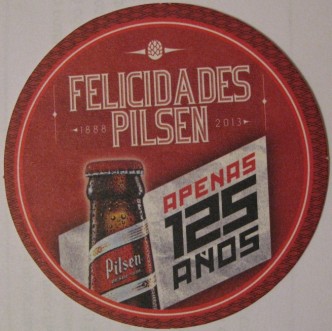 FELICIDADES
PILSEN
1888 2013
APENAS
125
AÑOS
Pilsen